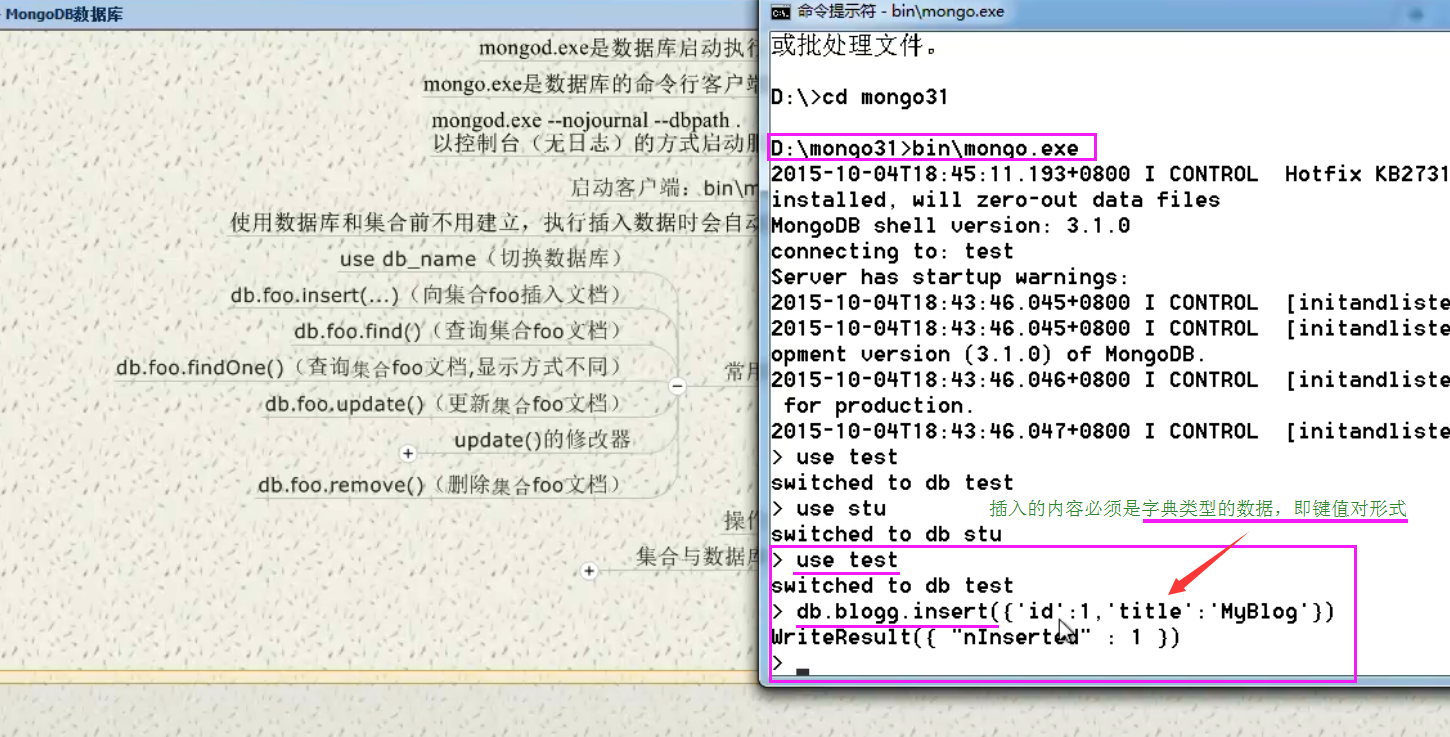 MongoDB数据库
mongod.exe是数据库启动执行
mongo.exe是数据库的命令行客户端
mongod.exe --nojournal --dbpath .
以控制台（无日志）的方式启动服
启动客户端：bin\m
使用数据库和集合前不用建立，执行插入数据时会自动
use db_name（切换数据库）
db.foo.insert(...)（向集合foo插入文档）
db.foo.find()（查询集合foo文档）
db.foo.findOne()（查询集合foo文档,显示方式不同）
常用
db.foo.update()（更新集合foo文档）
update()的修改器
db.foo.remove()（删除集合foo文档）
操作
集合与数据库
命令提示符 - bin\mongo.exe
或批处理文件。
D:\>cd mongo31
D:\mongo31>bin\mongo.exe
2015-10-04T18:45:11.193+0800 I CONTROL  Hotfix KB2731
installed, will zero-out data files
MongoDB shell version: 3.1.0
connecting to: test
Server has startup warnings:
2015-10-04T18:43:46.045+0800 I CONTROL  [initandliste
2015-10-04T18:43:46.045+0800 I CONTROL  [initandliste
opment version (3.1.0) of MongoDB.
2015-10-04T18:43:46.046+0800 I CONTROL  [initandliste
for production.
2015-10-04T18:43:46.047+0800 I CONTROL  [initandliste
> use test
switched to db test
> use stu
插入的内容必须是字典类型的数据，即键值对形式
switched to db stu
> use test
switched to db test
> db.blogg.insert({'id':1,'title':'MyBlog'})
WriteResult({ "nInserted" : 1 })
>